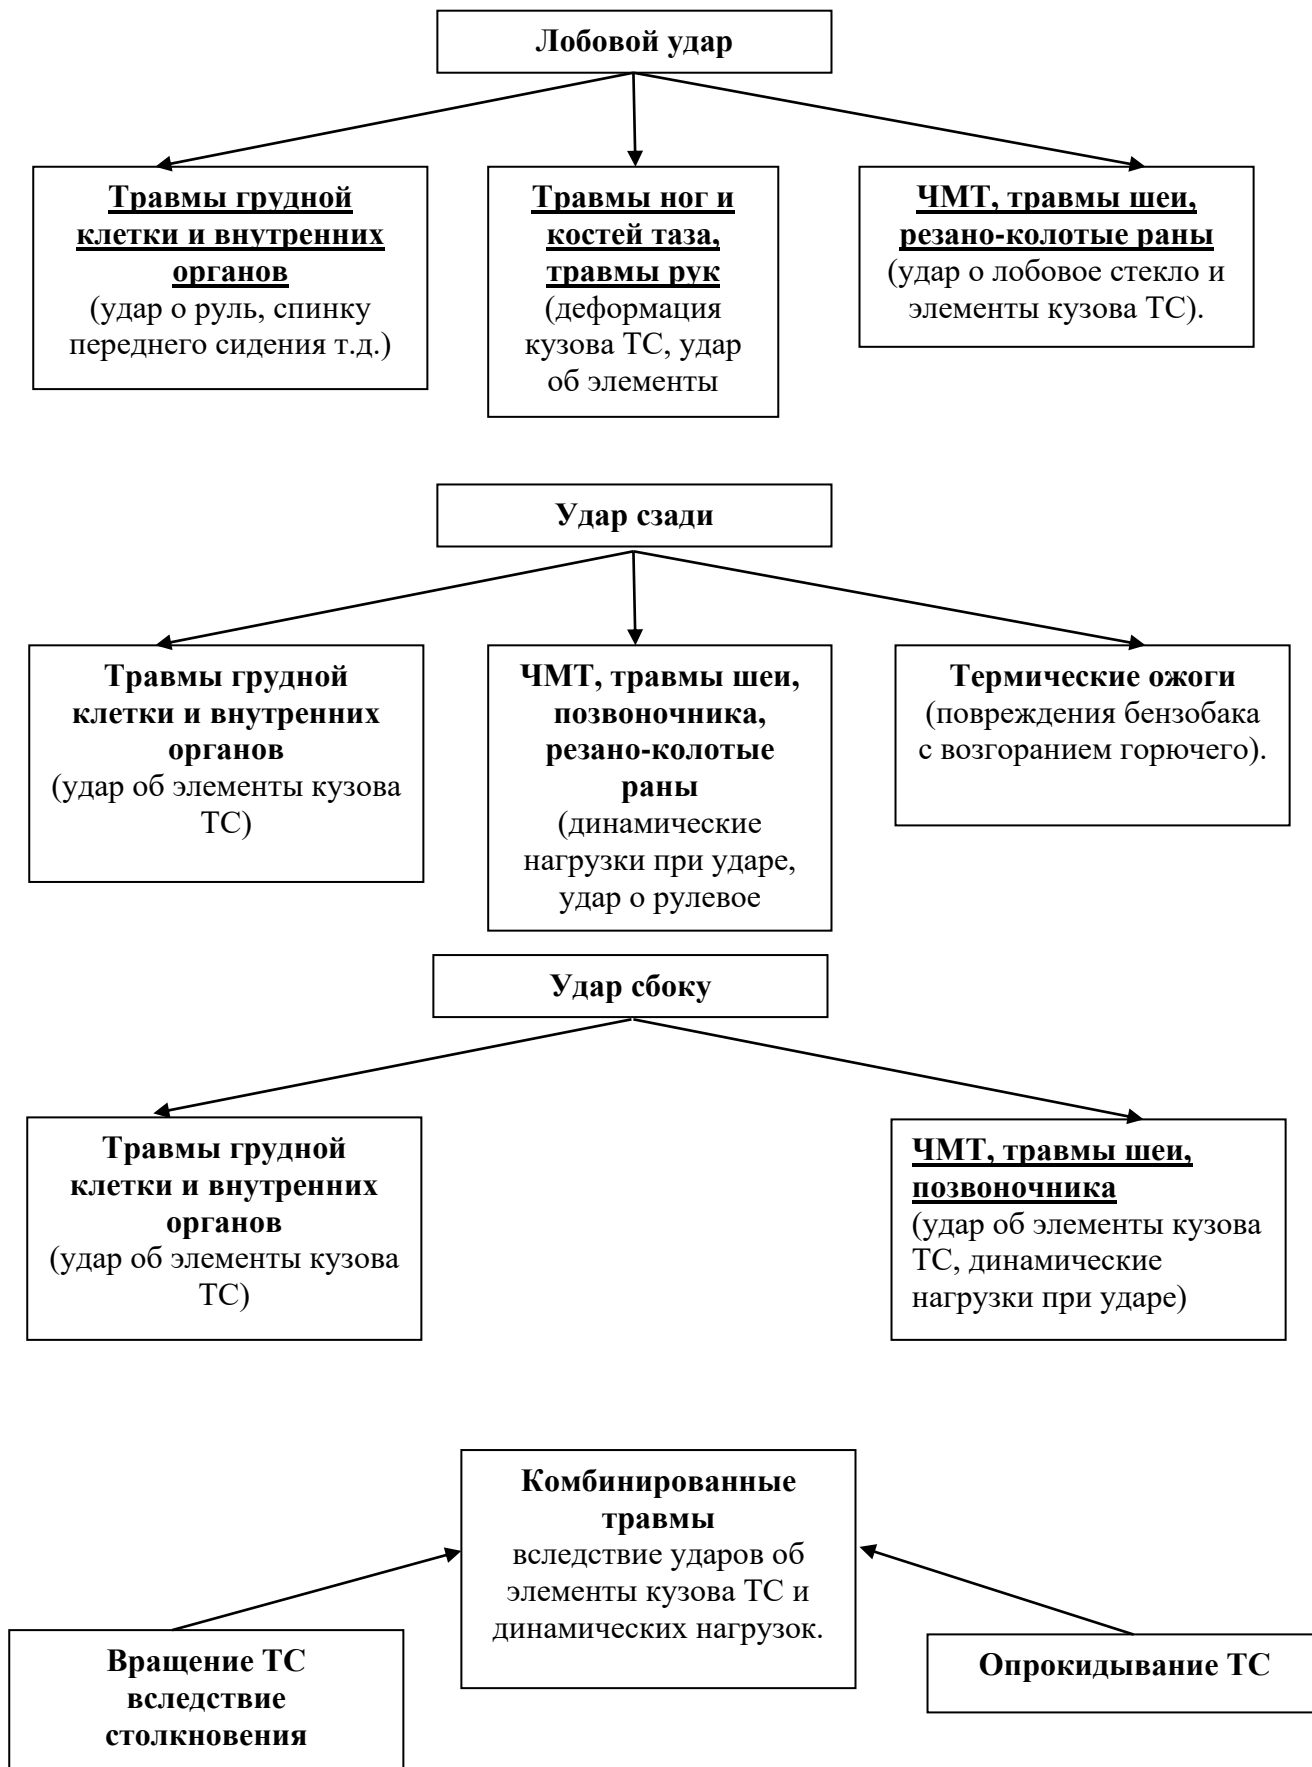 Лобовой удар
Травмы грудной
клетки и внутренних
органов
(удар о руль, спинку
переднего сидения т.д.)
Травмы ног и
костей таза,
травмы рук
(деформация
кузова ТС, удар
об элементы
ЧМТ, травмы шеи,
резано-колотые раны
(удар о лобовое стекло и
элементы кузова ТС).
Удар сзади
Травмы грудной
клетки и внутренних
органов
(удар об элементы кузова
ТС)
ЧМТ, травмы шеи,
позвоночника,
резано-колотые
раны
(динамические
нагрузки при ударе,
удар о рулевое
Термические ожоги
(повреждения бензобака
с возгоранием горючего).
Удар сбоку
Травмы грудной
клетки и внутренних
органов
(удар об элементы кузова
ТС)
ЧМТ, травмы шеи,
позвоночника
(удар об элементы кузова
ТС, динамические
нагрузки при ударе)
Комбинированные
травмы
вследствие ударов об
элементы кузова ТС и
динамических нагрузок.
Вращение ТС
вследствие
столкновения
Опрокидывание ТС